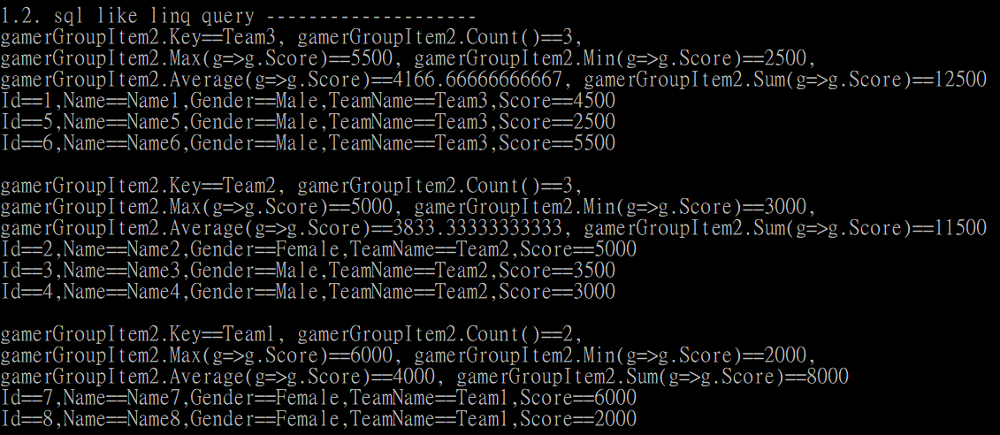 1.2. sql like linq query --------------------
gamerGroupItem2.Key==Team3, gamerGroupItem2.Count()==3,
gamerGroupItem2.Max(g=>g.Score)==5500, gamerGroupItem2.Min(g=>g.Score)==2500,
gamerGroupItem2.Average(g=>g.Score)==4166.66666666667, gamerGroupItem2.Sum(g=>g.Score)==12500
Id==1,Name==Name1,Gender==Male,TeamName==Team3,Score==4500
Id==5,Name==Name5,Gender==Male,TeamName==Team3,Score==2500
Id==6,Name==Name6,Gender==Male,TeamName==Team3,Score==5500
gamerGroupItem2.Key==Team2, gamerGroupItem2.Count()==3,
gamerGroupItem2.Max(g=>g.Score)==5000, gamerGroupItem2.Min(g=>g.Score)==3000,
gamerGroupItem2.Average(g=>g.Score)==3833.33333333333, gamerGroupItem2.Sum(g=>g.Score)==11500
Id==2,Name==Name2,Gender==Female,TeamName==Team2,Score==5000
Id==3,Name==Name3,Gender==Male,TeamName==Team2,Score==3500
Id==4,Name==Name4,Gender==Male,TeamName==Team2,Score==3000
gamerGroupItem2.Key==Team1, gamerGroupItem2.Count()==2,
gamerGroupItem2.Max(g=>g.Score)==6000, gamerGroupItem2.Min(g=>g.Score)==2000,
gamerGroupItem2.Average(g=>g.Score)==4000, gamerGroupItem2.Sum(g=>g.Score)==8000
Id==7,Name==Name7,Gender==Female,TeamName==Team1,Score==6000
Id==8,Name==Name8,Gender==Female,TeamName==Team1,Score==2000